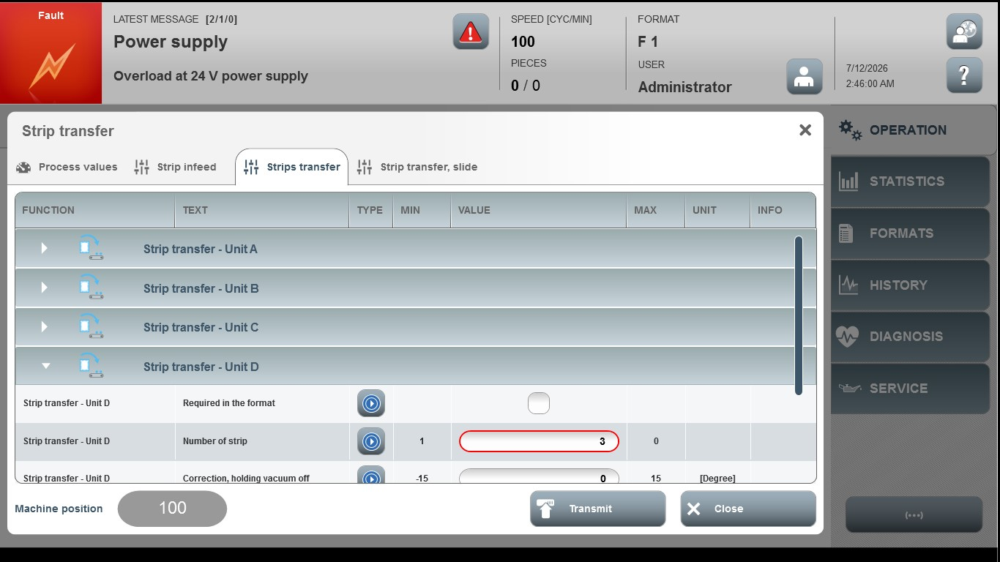 Fault
LATEST MESSAGE [2/1/0]
Power supply
Overload at 24 V power supply
SPEED [CYC/MIN]
100
PIECES
0 / 0
FORMAT
F 1
USER
Administrator
7/12/2026
2:46:00 AM
?
Strip transfer
Process values
Strip infeed
Strips transfer
Strip transfer, slide
FUNCTION TEXT TYPE MIN VALUE MAX UNIT INFO
Strip transfer - Unit A
Strip transfer - Unit B
Strip transfer - Unit C
Strip transfer - Unit D
Strip transfer - Unit D Required in the format
Strip transfer - Unit D Number of strip 1 3 0
Strip transfer - Unit D Correction, holding vacuum off -15 0 15 [Degree]
Machine position 100
Transmit
Close
OPERATION
STATISTICS
FORMATS
HISTORY
DIAGNOSIS
SERVICE
(...)